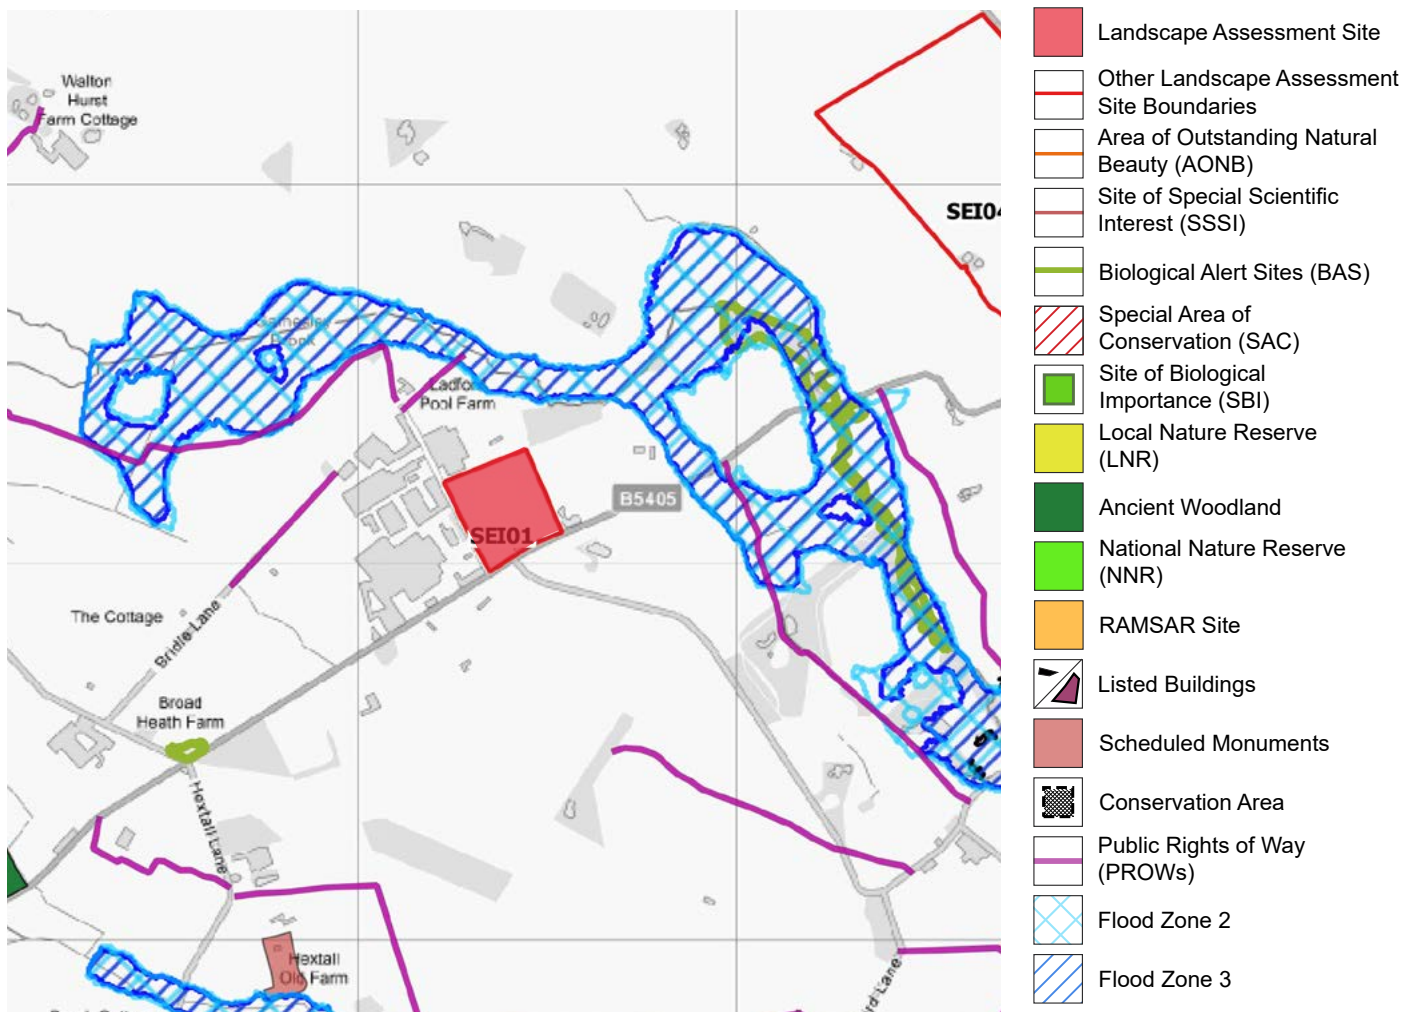 Walton
Hurst
Farm Cottage
SEI04
Gamesley
Brook
Ladford
Pool Farm
B5405
SEI01
The Cottage
Bridle Lane
Broad
Heath Farm
Hextall Lane
Hextall
Old Farm
Landscape Assessment Site
Other Landscape Assessment
Site Boundaries
Area of Outstanding Natural
Beauty (AONB)
Site of Special Scientific
Interest (SSSI)
Biological Alert Sites (BAS)
Special Area of
Conservation (SAC)
Site of Biological
Importance (SBI)
Local Nature Reserve
(LNR)
Ancient Woodland
National Nature Reserve
(NNR)
RAMSAR Site
Listed Buildings
Scheduled Monuments
Conservation Area
Public Rights of Way
(PROWs)
Flood Zone 2
Flood Zone 3